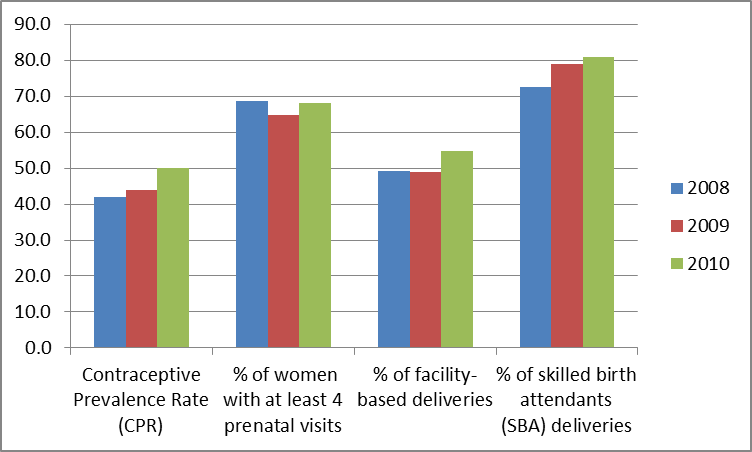 90.0
80.0
70.0
60.0
50.0
40.0
30.0
20.0
10.0
0.0
Contraceptive
Prevalence Rate
(CPR)
% of women
with at least 4
prenatal visits
% of facility-
based deliveries
% of skilled birth
attendants
(SBA) deliveries
2008
2009
2010